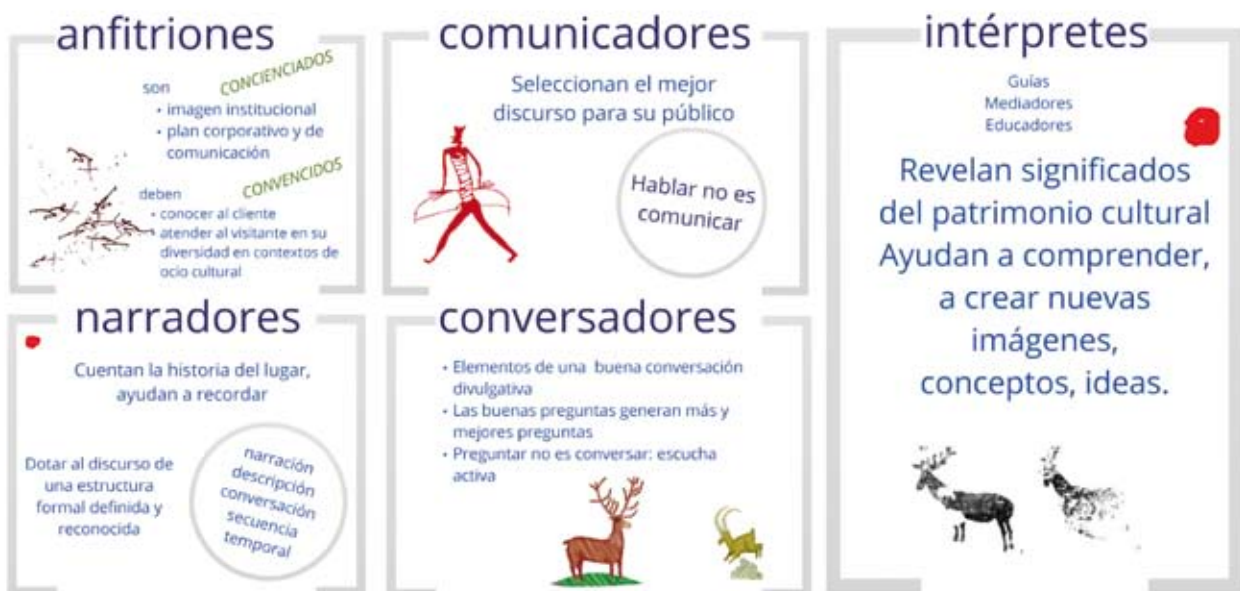 anfitriones
CONCIENCIADOS
son
• imagen institucional
• plan corporativo y de
comunicación
CONVENCIDOS
deben
• conocer al cliente
• atender al visitante en su
diversidad en contextos de
ocio cultural
comunicadores
Seleccionan el mejor
discurso para su público
Hablar no es
comunicar
intérpretes
Guías
Mediadores
Educadores
Revelan significados
del patrimonio cultural
Ayudan a comprender,
a crear nuevas
imágenes,
conceptos, ideas.
narradores
Cuentan la historia del lugar,
ayudan a recordar
Dotar al discurso de
una estructura
formal definida y
reconocida
narración
descripción
conversación
secuencia
temporal
conversadores
• Elementos de una buena conversación
divulgativa
• Las buenas preguntas generan más y
mejores preguntas
• Preguntar no es conversar: escucha
activa